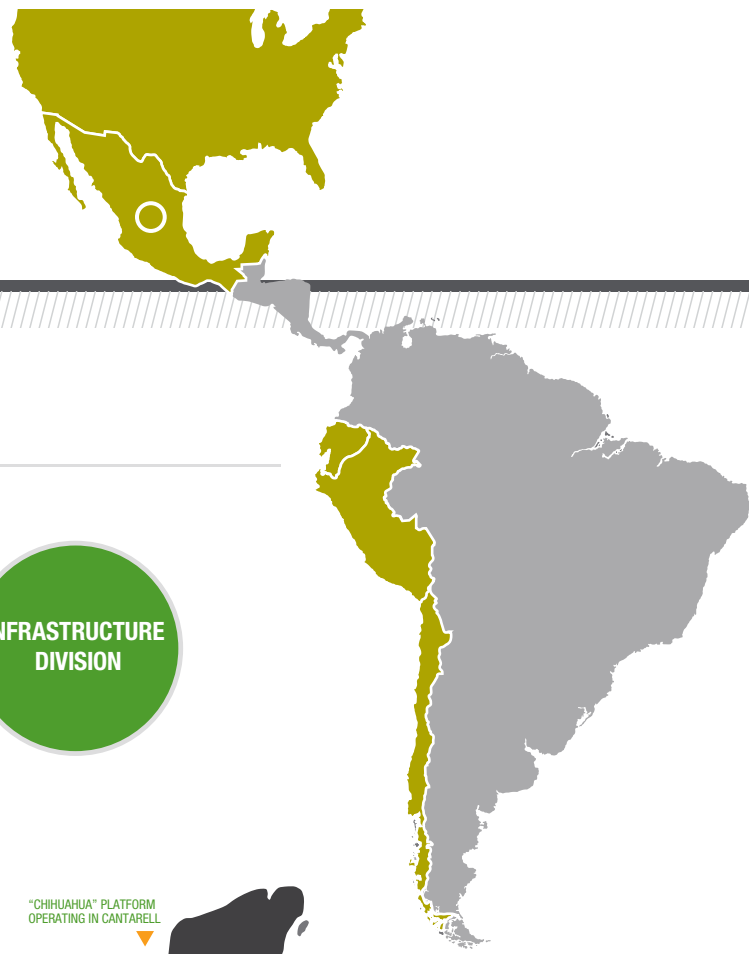 NFRASTRUCTURE
DIVISION
“CHIHUAHUA” PLATFORM
OPERATING IN CANTARELL